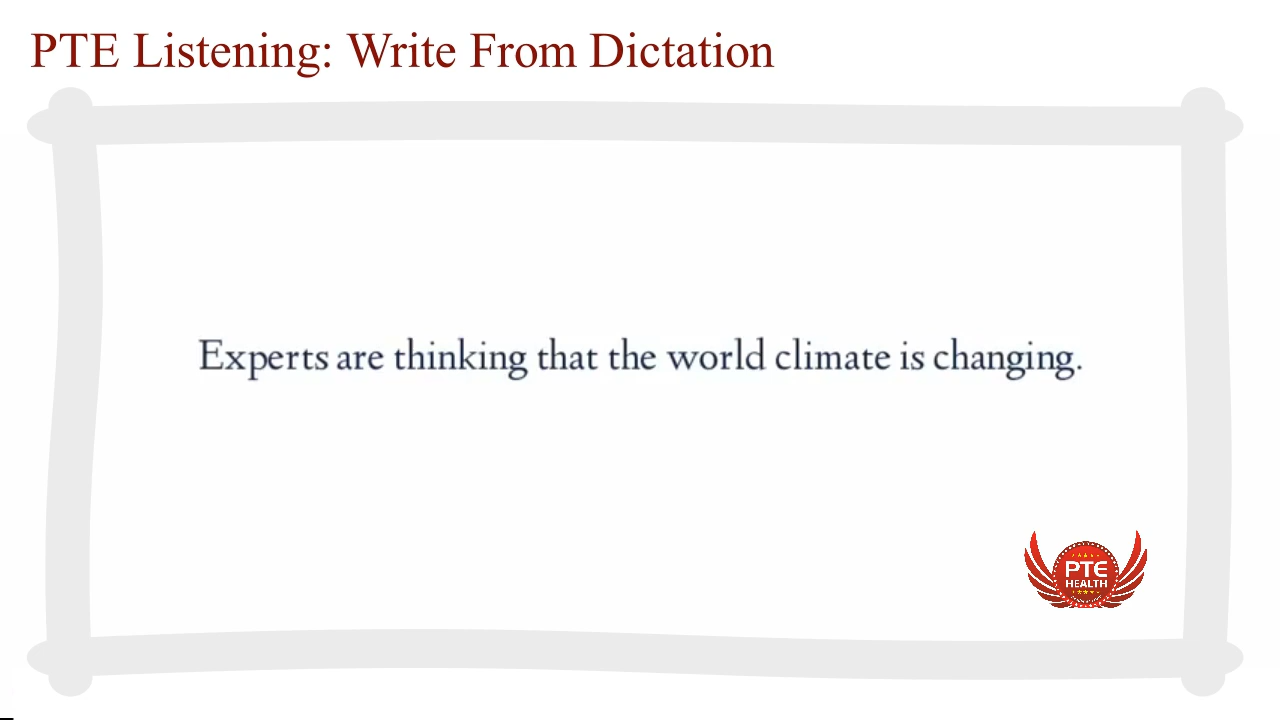 PTE Listening: Write From Dictation
Experts are thinking that the world climate is changing.
PTE
HEALTH